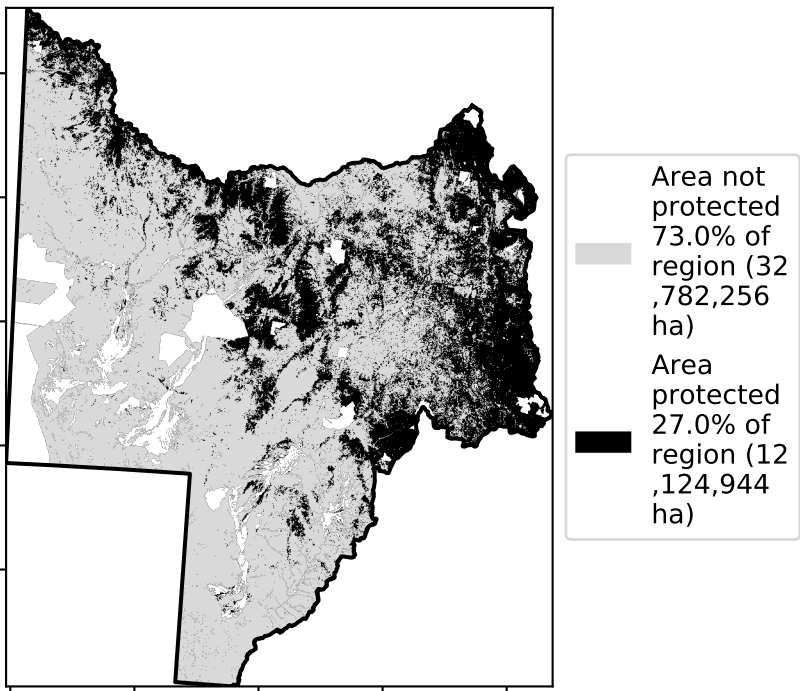 Area not
protected
73.0% of
region (32
,782,256
ha)
Area
protected
27.0% of
region (12
,124,944
ha)